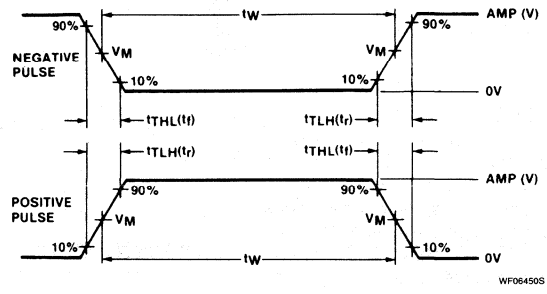 tW
AMP (V)
90%
90%
NEGATIVE
PULSE
VM
VM
10%
10%
0V
tTHL(tf)
tTLH(tr)
tTLH(tr)
tTHL(tf)
AMP (V)
90%
90%
POSITIVE
PULSE
VM
VM
10%
10%
tW
0V
WF06450S